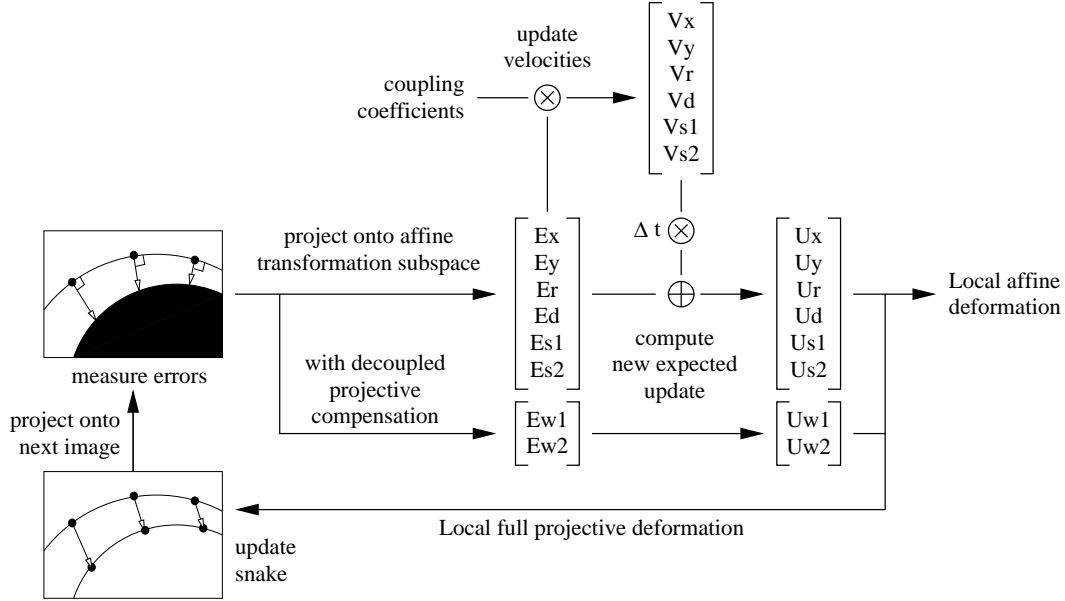 update
velocities
coupling
coefficients
Vx
Vy
Vr
Vd
Vs1
Vs2
Δ t
project onto affine
transformation subspace
Ex
Ey
Er
Ed
Es1
Es2
compute
new expected
update
Ux
Uy
Ur
Ud
Us1
Us2
Local affine
deformation
measure errors
with decoupled
projective
compensation
Ew1
Ew2
Uw1
Uw2
project onto
next image
Local full projective deformation
update
snake